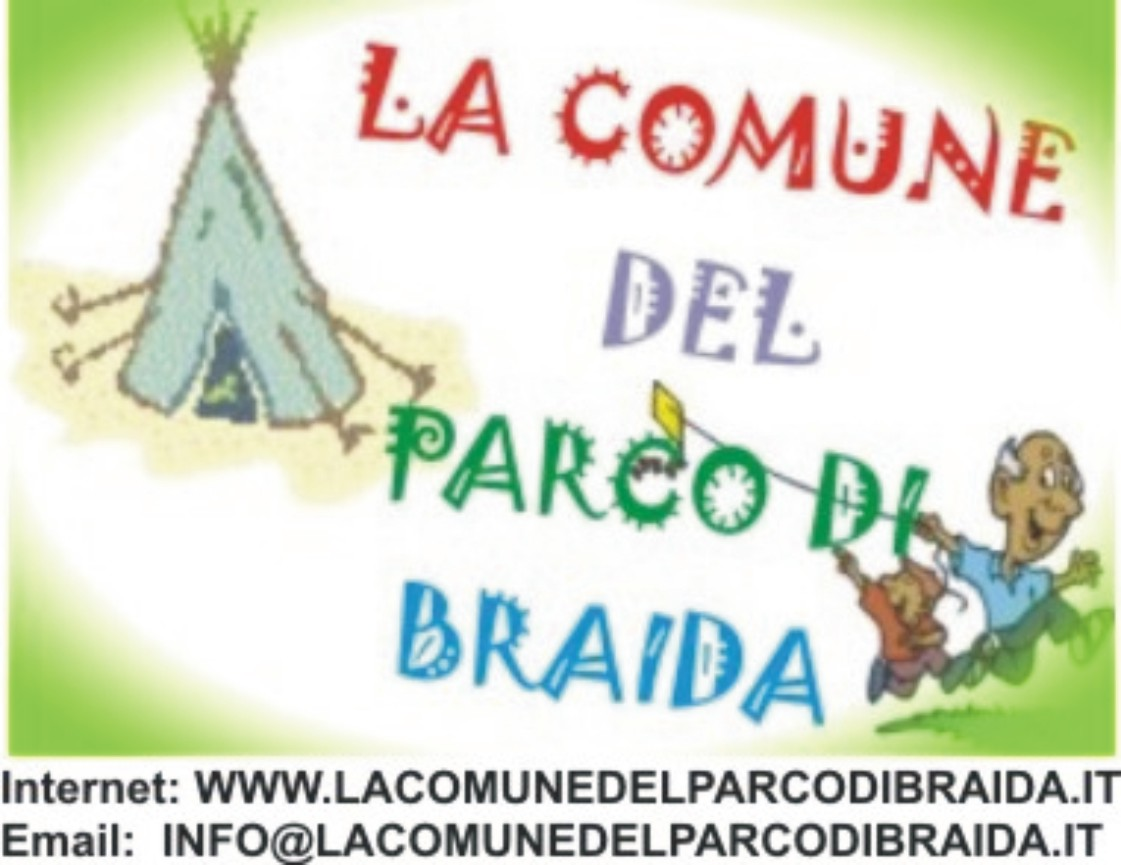 LA COMUNE
DEL
PARCO DI
BRAIDA
Internet: WWW.LACOMUNEDELPARCODIBRAIDA.IT
Email: INFO@LACOMUNEDELPARCODIBRAIDA.IT